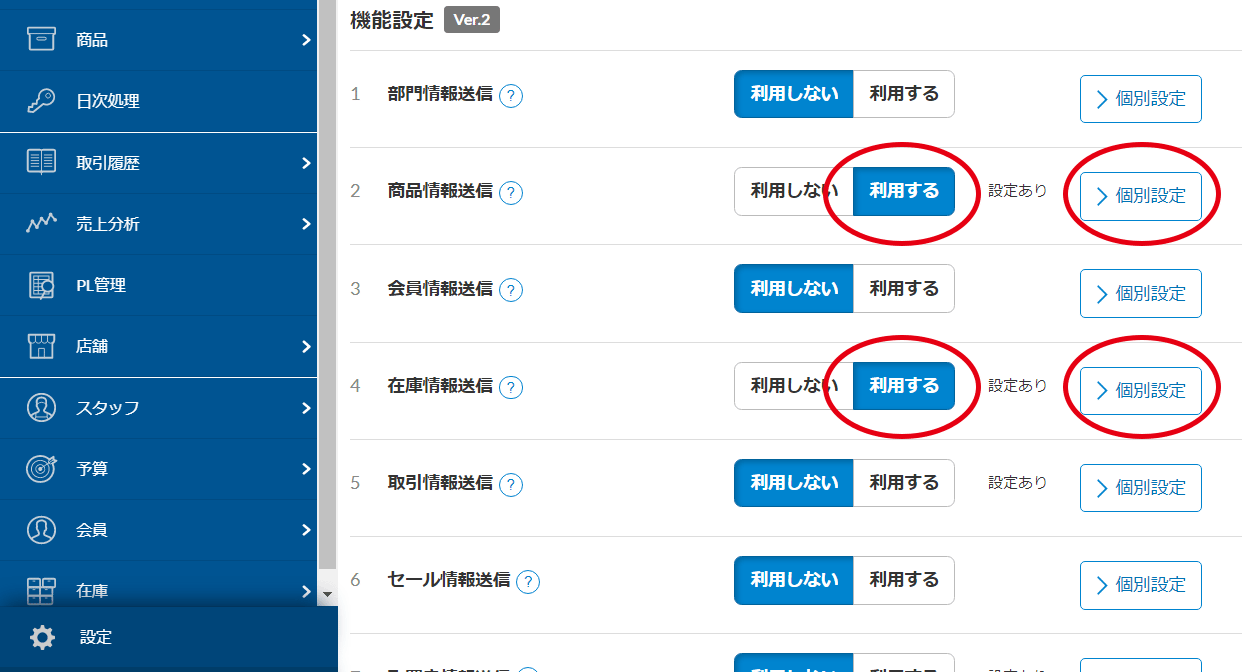 商品
日次処理
取引履歴
売上分析
PL管理
店舗
スタッフ
予算
会員
在庫
設定
機能設定 Ver.2
1 部門情報送信 ? 利用しない 利用する 個別設定
2 商品情報送信 ? 利用しない 利用する 設定あり 個別設定
3 会員情報送信 ? 利用しない 利用する 個別設定
4 在庫情報送信 ? 利用しない 利用する 設定あり 個別設定
5 取引情報送信 ? 利用しない 利用する 設定あり 個別設定
6 セール情報送信 ? 利用しない 利用する 個別設定